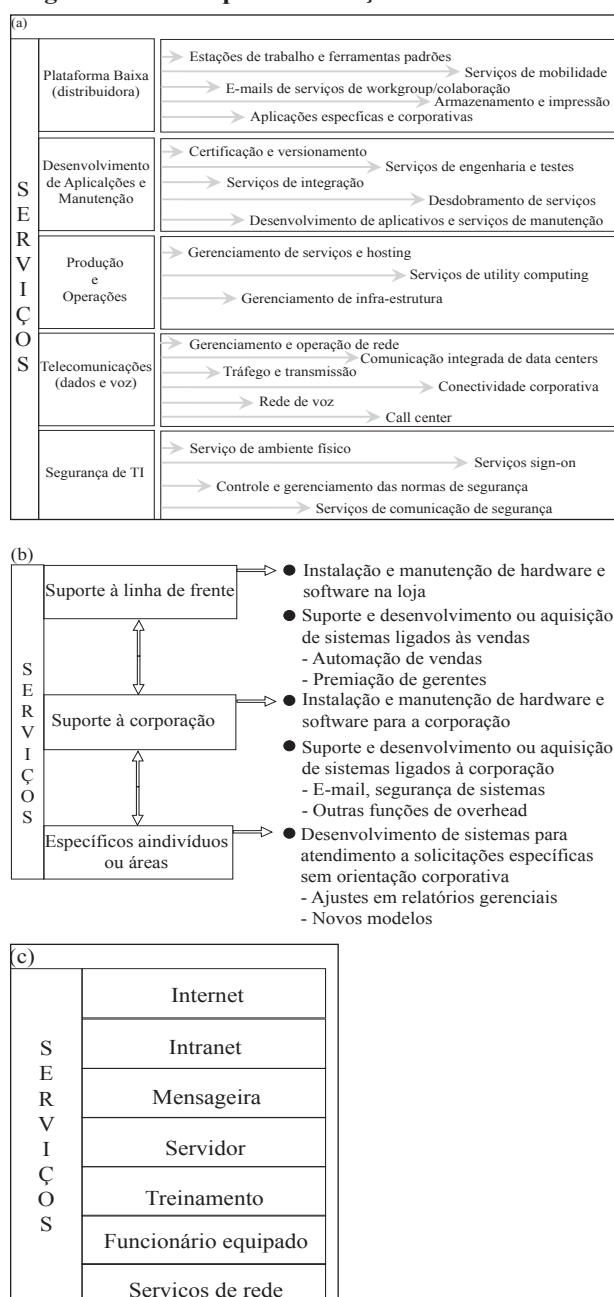 (a)
SERVIÇOS
Plataforma Baixa
(distribuidora)
Estações de trabalho e ferramentas padrões
Serviços de mobilidade
E-mails de serviços de workgroup/colaboração
Armazenamento e impressão
Aplicações especficas e corporativas
Desenvolvimento
de Aplicalções e
Manutenção
Certificação e versionamento
Serviços de engenharia e testes
Serviços de integração
Desdobramento de serviços
Desenvolvimento de aplicativos e serviços de manutenção
Produção
e
Operações
Gerenciamento de serviços e hosting
Serviços de utility computing
Gerenciamento de infra-estrutura
Telecomunicações
(dados e voz)
Gerenciamento e operação de rede
Comunicação integrada de data centers
Tráfego e transmissão
Conectividade corporativa
Rede de voz
Call center
Segurança de TI
Serviço de ambiente físico
Serviços sign-on
Controle e gerenciamento das normas de segurança
Serviços de comunicação de segurança
(b)
SERVIÇOS
Suporte à linha de frente
● Instalação e manutenção de hardware e
software na loja
● Suporte e desenvolvimento ou aquisição
de sistemas ligados às vendas
- Automação de vendas
- Premiação de gerentes
Suporte à corporação
● Instalação e manutenção de hardware e
software para a corporação
● Suporte e desenvolvimento ou aquisição
de sistemas ligados à corporação
- E-mail, segurança de sistemas
- Outras funções de overhead
Específicos aindivíduos
ou áreas
● Desenvolvimento de sistemas para
atendimento a solicitações específicas
sem orientação corporativa
- Ajustes em relatórios gerenciais
- Novos modelos
(c)
SERVIÇOS
Internet
Intranet
Mensageira
Servidor
Treinamento
Funcionário equipado
Serviços de rede